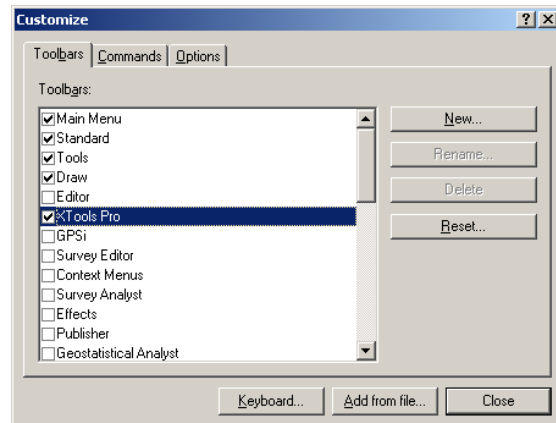 Customize
Toolbars Commands Options
Toolbars:
Main Menu
Standard
Tools
Draw
Editor
XTools Pro
GPSi
Survey Editor
Context Menus
Survey Analyst
Effects
Publisher
Geostatistical Analyst
New...
Rename...
Delete
Reset...
Keyboard... Add from file... Close